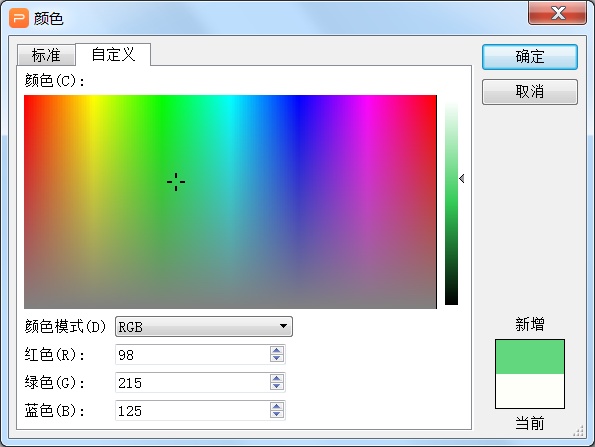 颜色
标准 自定义
确定
颜色(C):
取消
颜色模式(D) RGB
红色(R): 98
绿色(G): 215
蓝色(B): 125
新增
当前